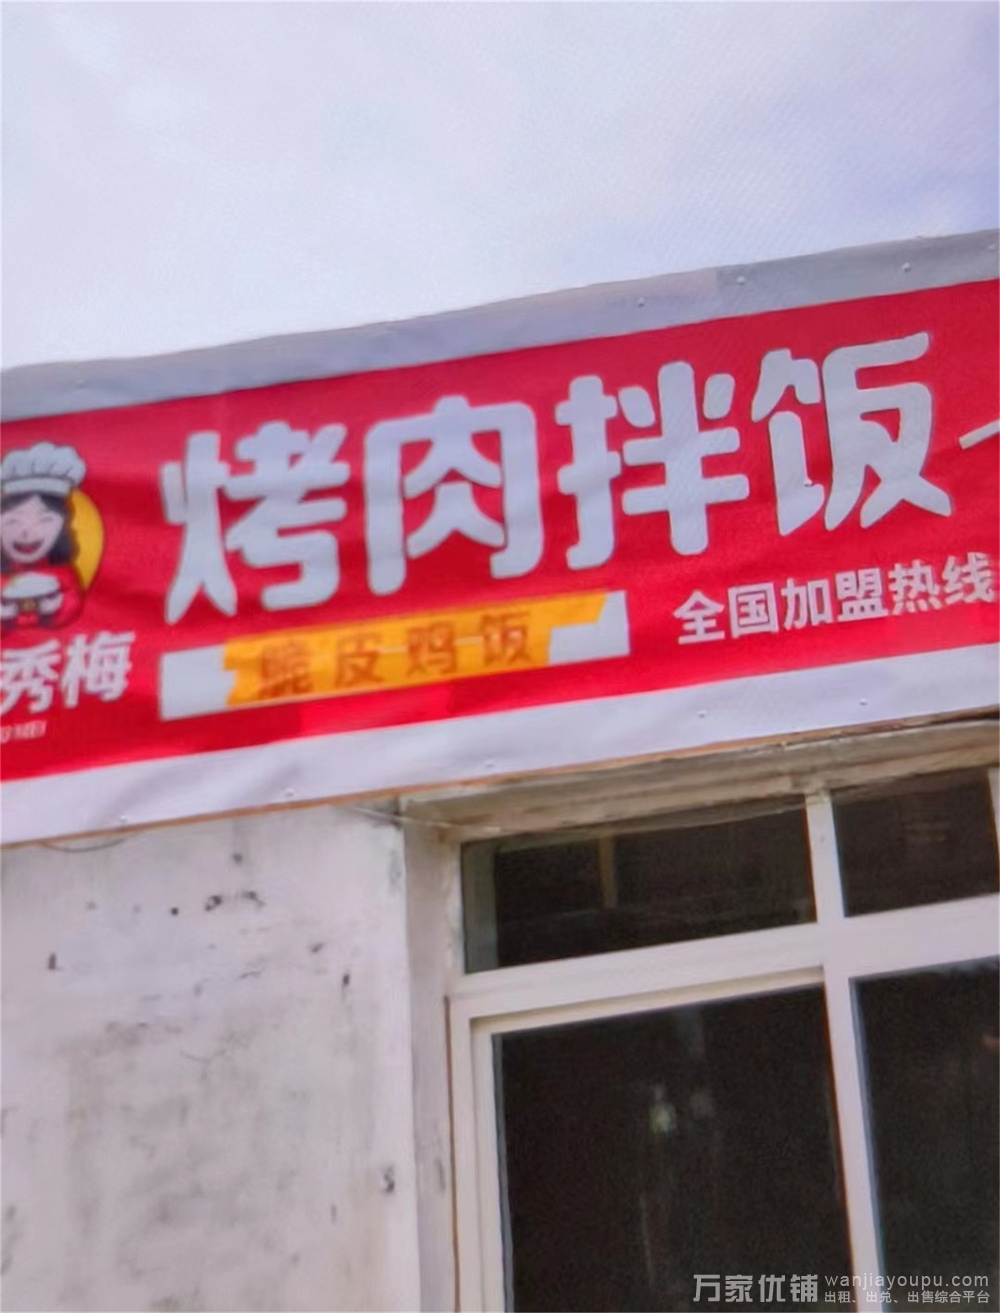 烤肉拌饭
脆皮鸡饭
全国加盟热线
秀梅
万家优铺 wanjiayoupu.com
出租、出兑、出售综合平台